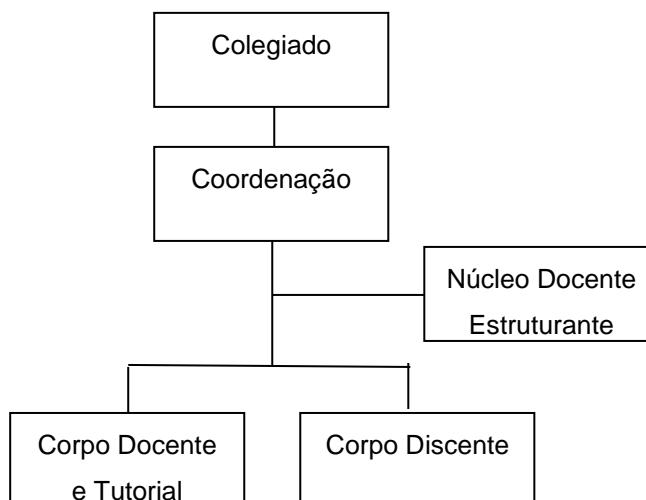 Colegiado
Coordenação
Núcleo Docente
Estruturante
Corpo Docente
e Tutorial
Corpo Discente